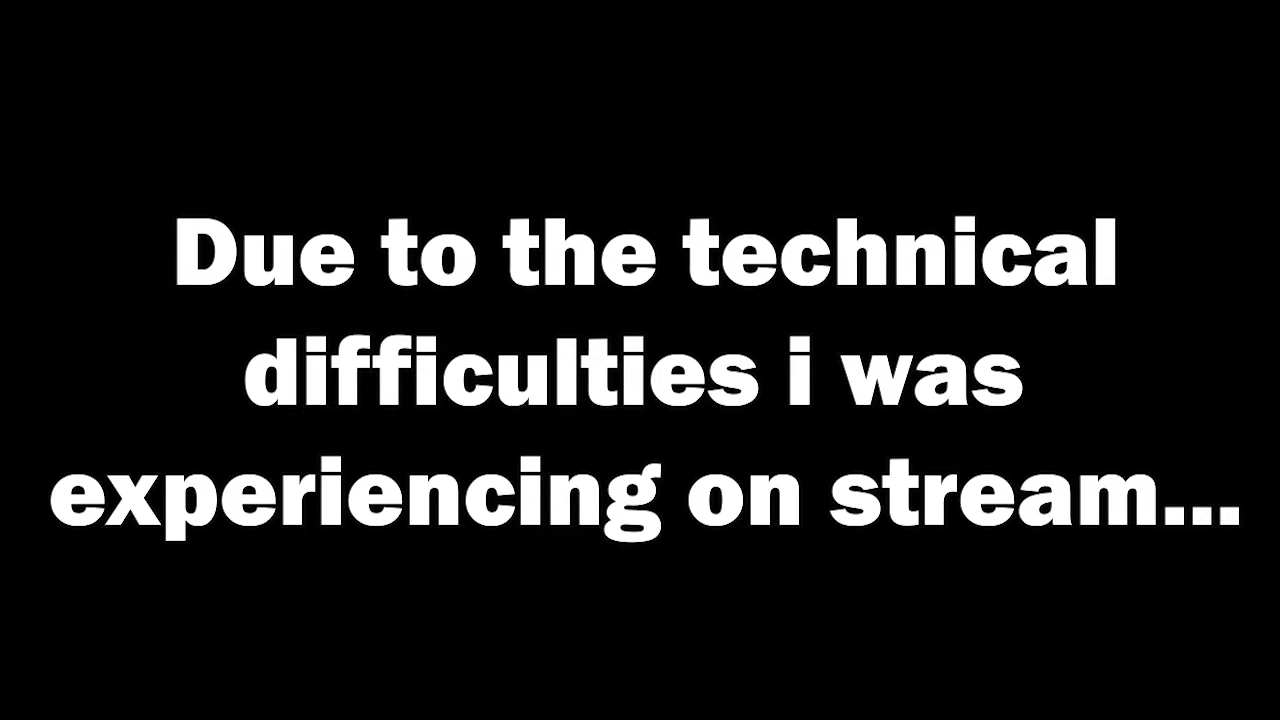 Due to the technical
difficulties i was
experiencing on stream...